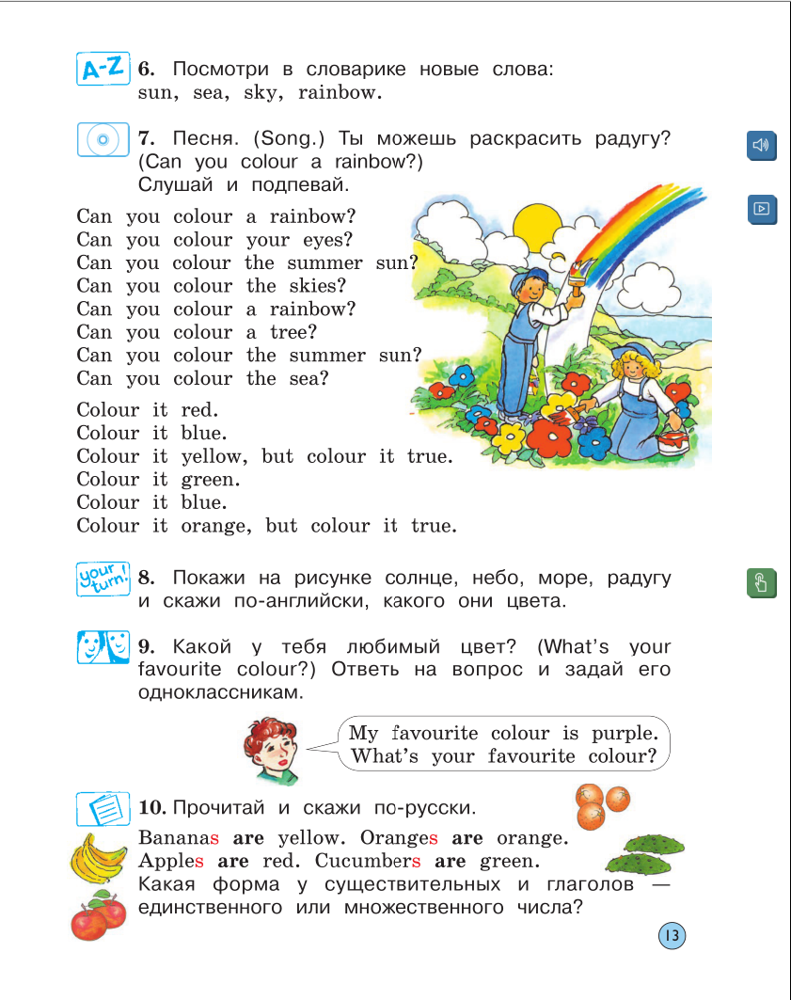 A-Z
6. Посмотри в словарике новые слова:
sun, sea, sky, rainbow.
7. Песня. (Song.) Ты можешь раскрасить радугу?
(Can you colour a rainbow?)
Слушай и подпевай.
Can you colour a rainbow?
Can you colour your eyes?
Can you colour the summer sun?
Can you colour the skies?
Can you colour a rainbow?
Can you colour a tree?
Can you colour the summer sun?
Can you colour the sea?
Colour it red.
Colour it blue.
Colour it yellow, but colour it true.
Colour it green.
Colour it blue.
Colour it orange, but colour it true.
your turn!
8. Покажи на рисунке солнце, небо, море, радугу
и скажи по-английски, какого они цвета.
9. Какой у тебя любимый цвет? (What's your
favourite colour?) Ответь на вопрос и задай его
одноклассникам.
My favourite colour is purple.
What's your favourite colour?
10. Прочитай и скажи по-русски.
Bananas are yellow. Oranges are orange.
Apples are red. Cucumbers are green.
Какая форма у существительных и глаголов —
единственного или множественного числа?
13